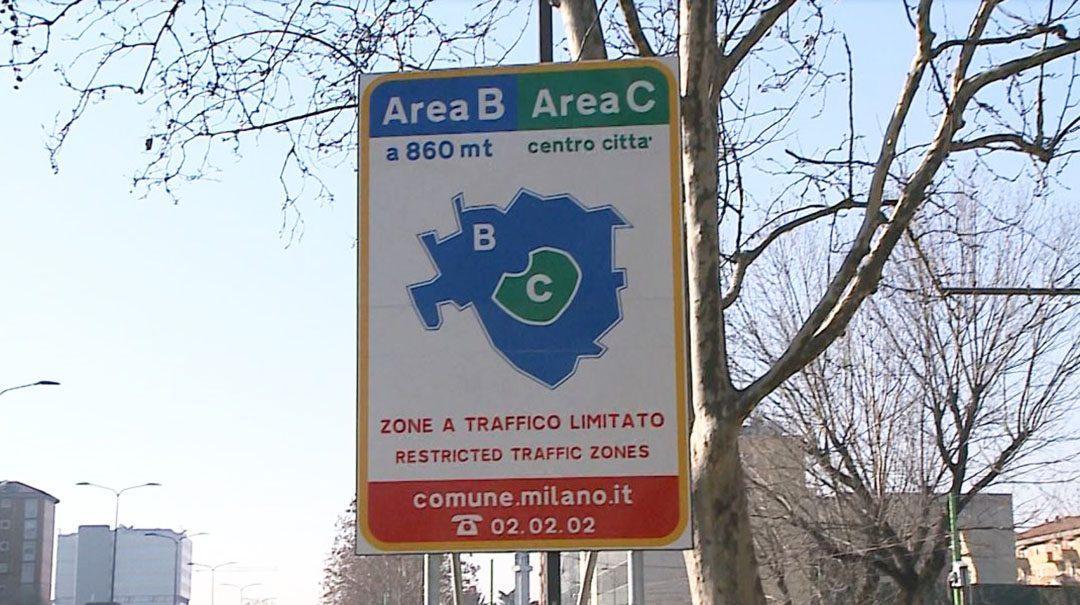 Area B Area C
a 860 mt centro citta'
B
C
ZONE A TRAFFICO LIMITATO
RESTRICTED TRAFFIC ZONES
comune.milano.it
☎ 02.02.02